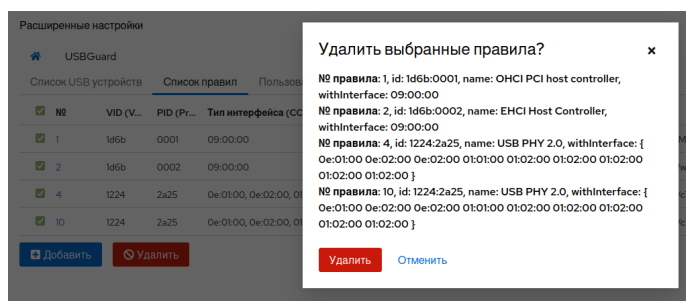 Расширенные настройки
USBGuard
Список USB устройств Список правил Пользов
№ VID (V... PID (Pr... Тип интерфейса (CC
1 1d6b 0001 09:00:00
2 1d6b 0002 09:00:00
4 1224 2a25 0e:01:00, 0e:02:00, 01
10 1224 2a25 0e:01:00, 0e:02:00, 01
Добавить Удалить
Удалить выбранные правила?
№ правила: 1, id: 1d6b:0001, name: OHCI PCI host controller,
withInterface: 09:00:00
№ правила: 2, id: 1d6b:0002, name: EHCI Host Controller,
withInterface: 09:00:00
№ правила: 4, id: 1224:2a25, name: USB PHY 2.0, withInterface: {
0e:01:00 0e:02:00 0e:02:00 01:01:00 01:02:00 01:02:00 01:02:00
01:02:00 01:02:00 }
№ правила: 10, id: 1224:2a25, name: USB PHY 2.0, withInterface: {
0e:01:00 0e:02:00 0e:02:00 01:01:00 01:02:00 01:02:00 01:02:00
01:02:00 01:02:00 }
Удалить Отменить